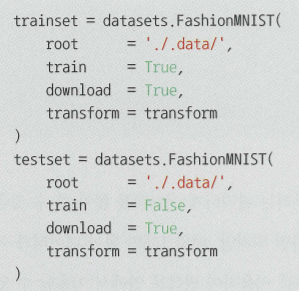 trainset = datasets.FashionMNIST(
    root      = './.data/',
    train     = True,
    download  = True,
    transform = transform
)
testset = datasets.FashionMNIST(
    root      = './.data/',
    train     = False,
    download  = True,
    transform = transform
)